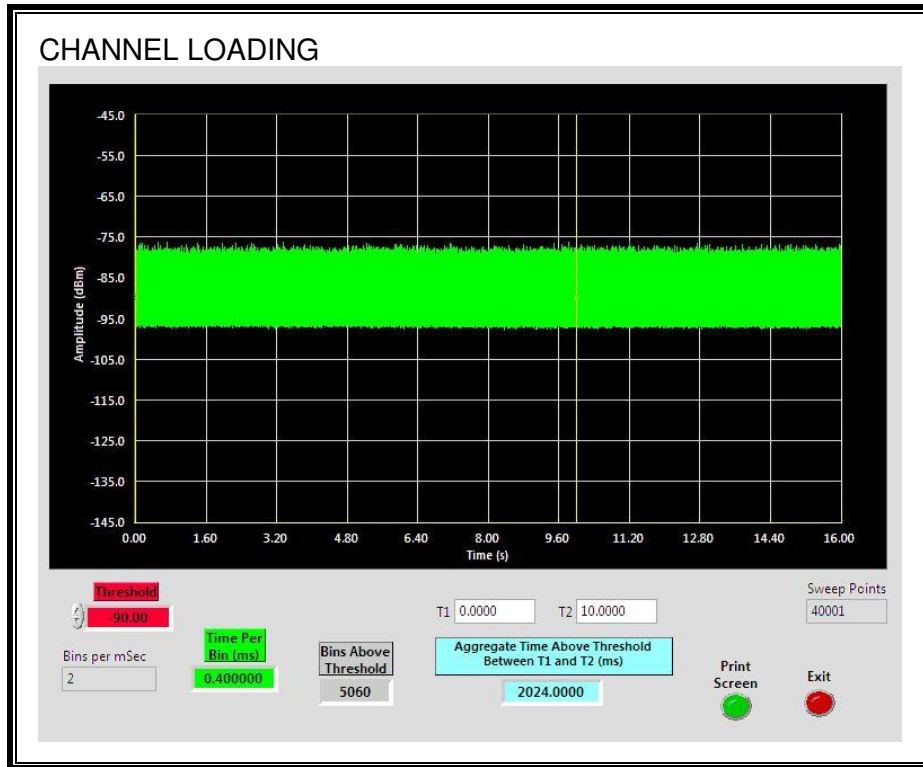 CHANNEL LOADING
Amplitude (dBm)
-45.0
-55.0
-65.0
-75.0
-85.0
-95.0
-105.0
-115.0
-125.0
-135.0
-145.0
0.00 1.60 3.20 4.80 6.40 8.00 9.60 11.20 12.80 14.40 16.00
Time (s)
Threshold
-90.00
Bins per mSec
2
Time Per
Bin (ms)
0.400000
Bins Above
Threshold
5060
T1 0.0000 T2 10.0000
Aggregate Time Above Threshold
Between T1 and T2 (ms)
2024.0000
Sweep Points
40001
Print
Screen
Exit